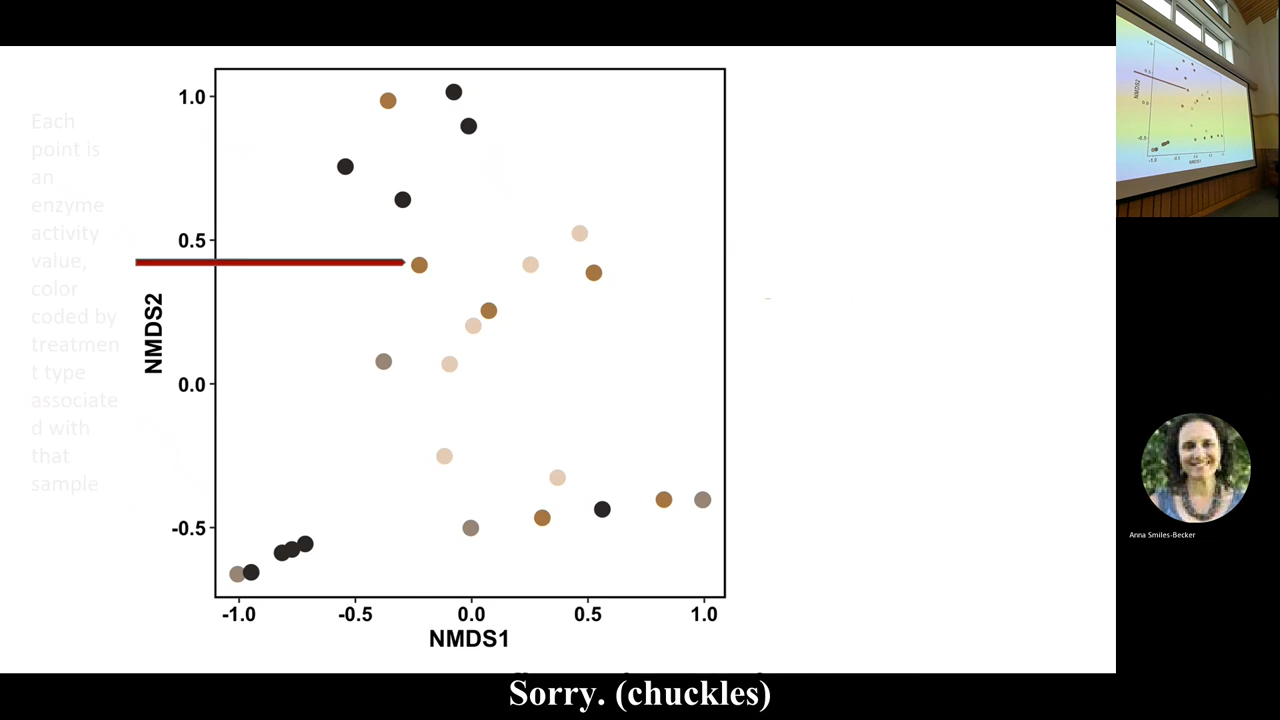 Each
point is
an
enzyme
activity
value,
color
coded by
treatmen
t type
associate
d with
that
sample
1.0
0.5
0.0
-0.5
NMDS2
-1.0 -0.5 0.0 0.5 1.0
NMDS1
Anna Smiles-Becker
Sorry. (chuckles)